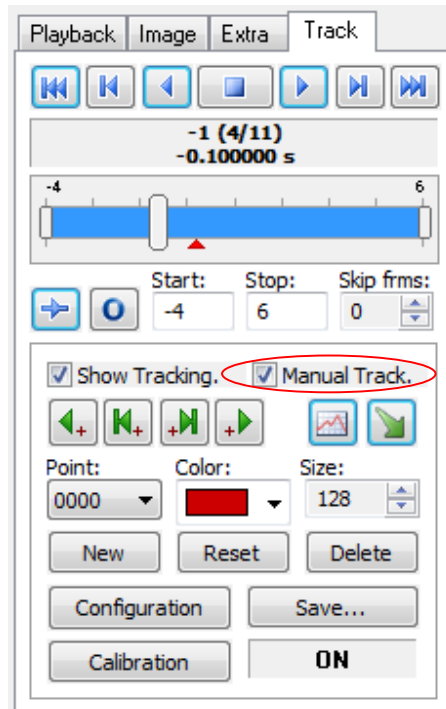 Playback Image Extra Track
-1 (4/11)
-0.100000 s
-4 6
Start: Stop: Skip frms:
O -4 6 0
Show Tracking. Manual Track.
Point: Color: Size:
0000 128
New Reset Delete
Configuration Save...
Calibration ON